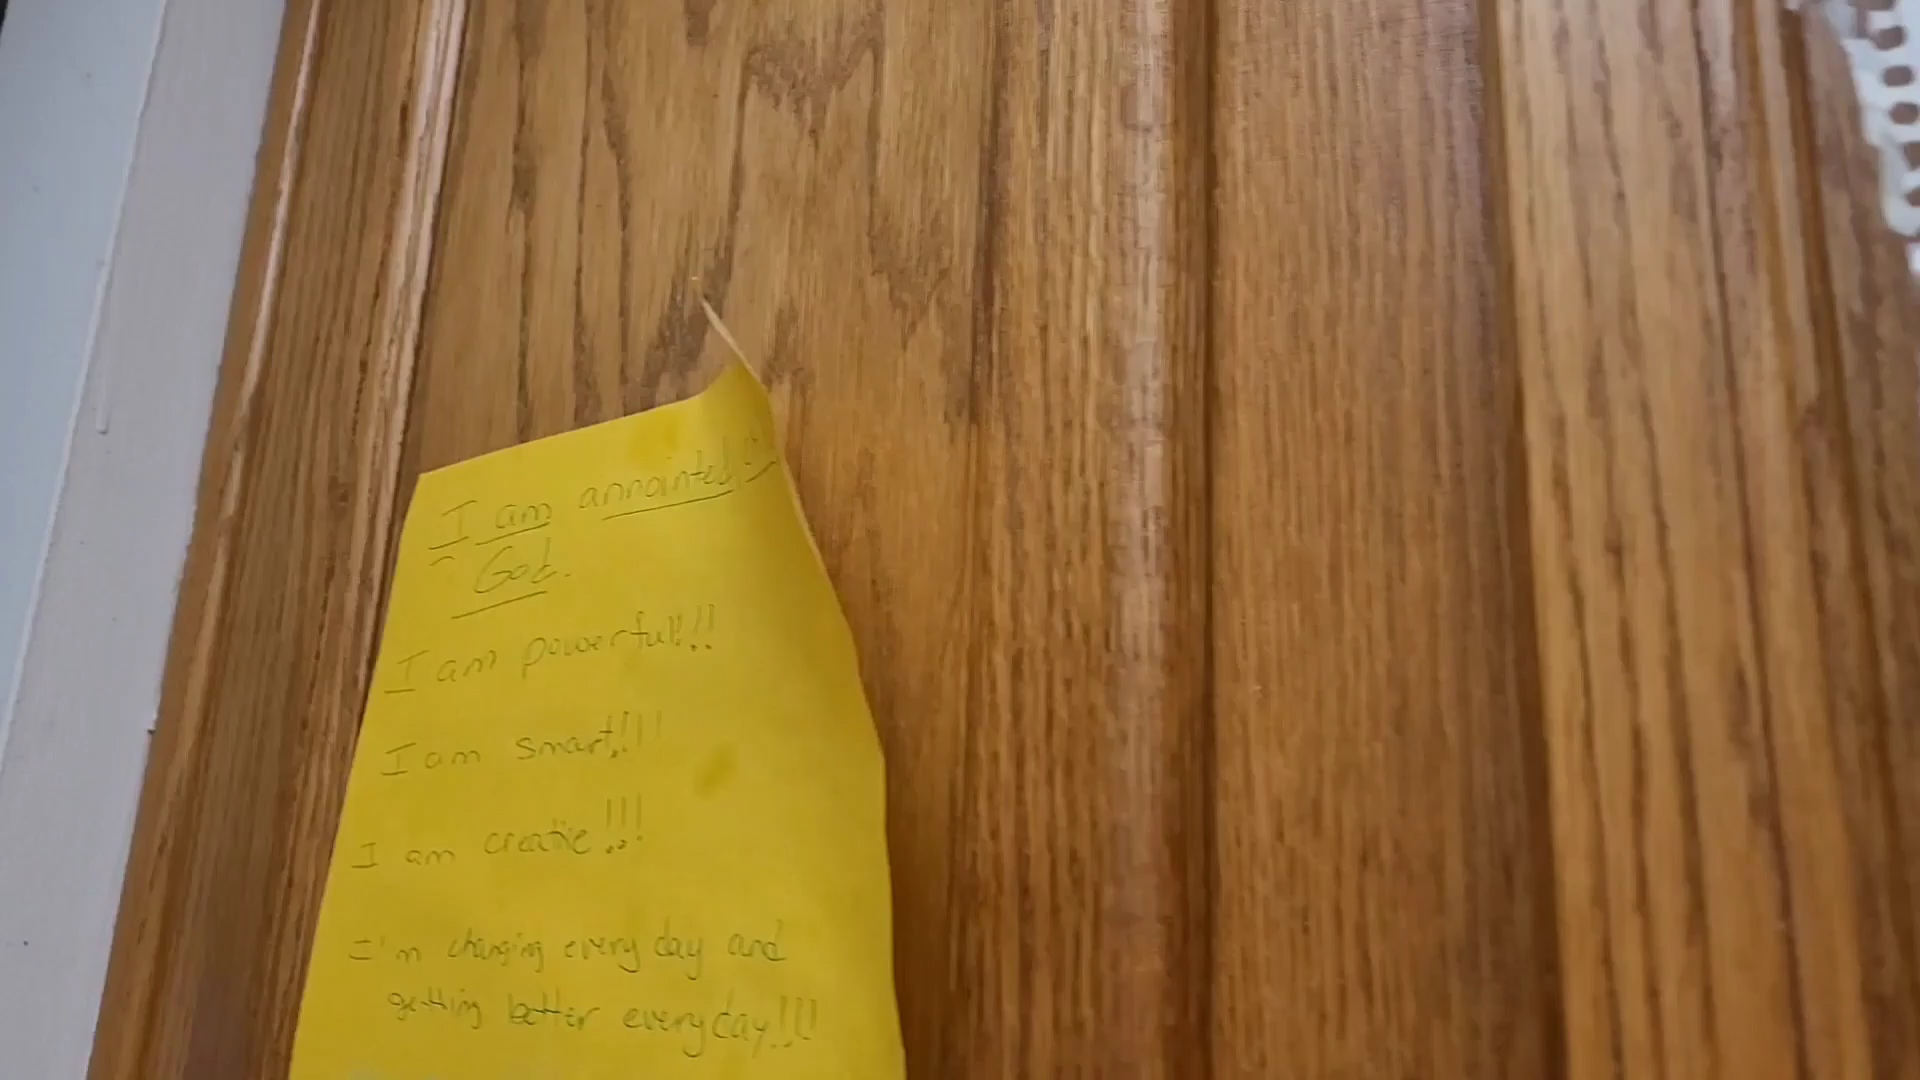 I am annointed
God.
I am powerful!!!
I am smart!!!
I am creative!!!
I'm changing every day and
getting better everyday!!!